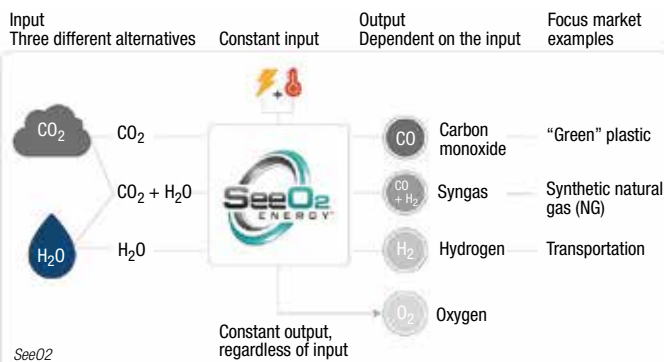 Input
Three different alternatives
Constant input
Output
Dependent on the input
Focus market
examples
CO2
CO2
CO
Carbon
monoxide
“Green” plastic
CO2 + H2O
SeeO2
ENERGY
CO
+ H2
Syngas
Synthetic natural
gas (NG)
H2O
H2O
H2
Hydrogen
Transportation
O2
Oxygen
Constant output,
regardless of input
SeeO2